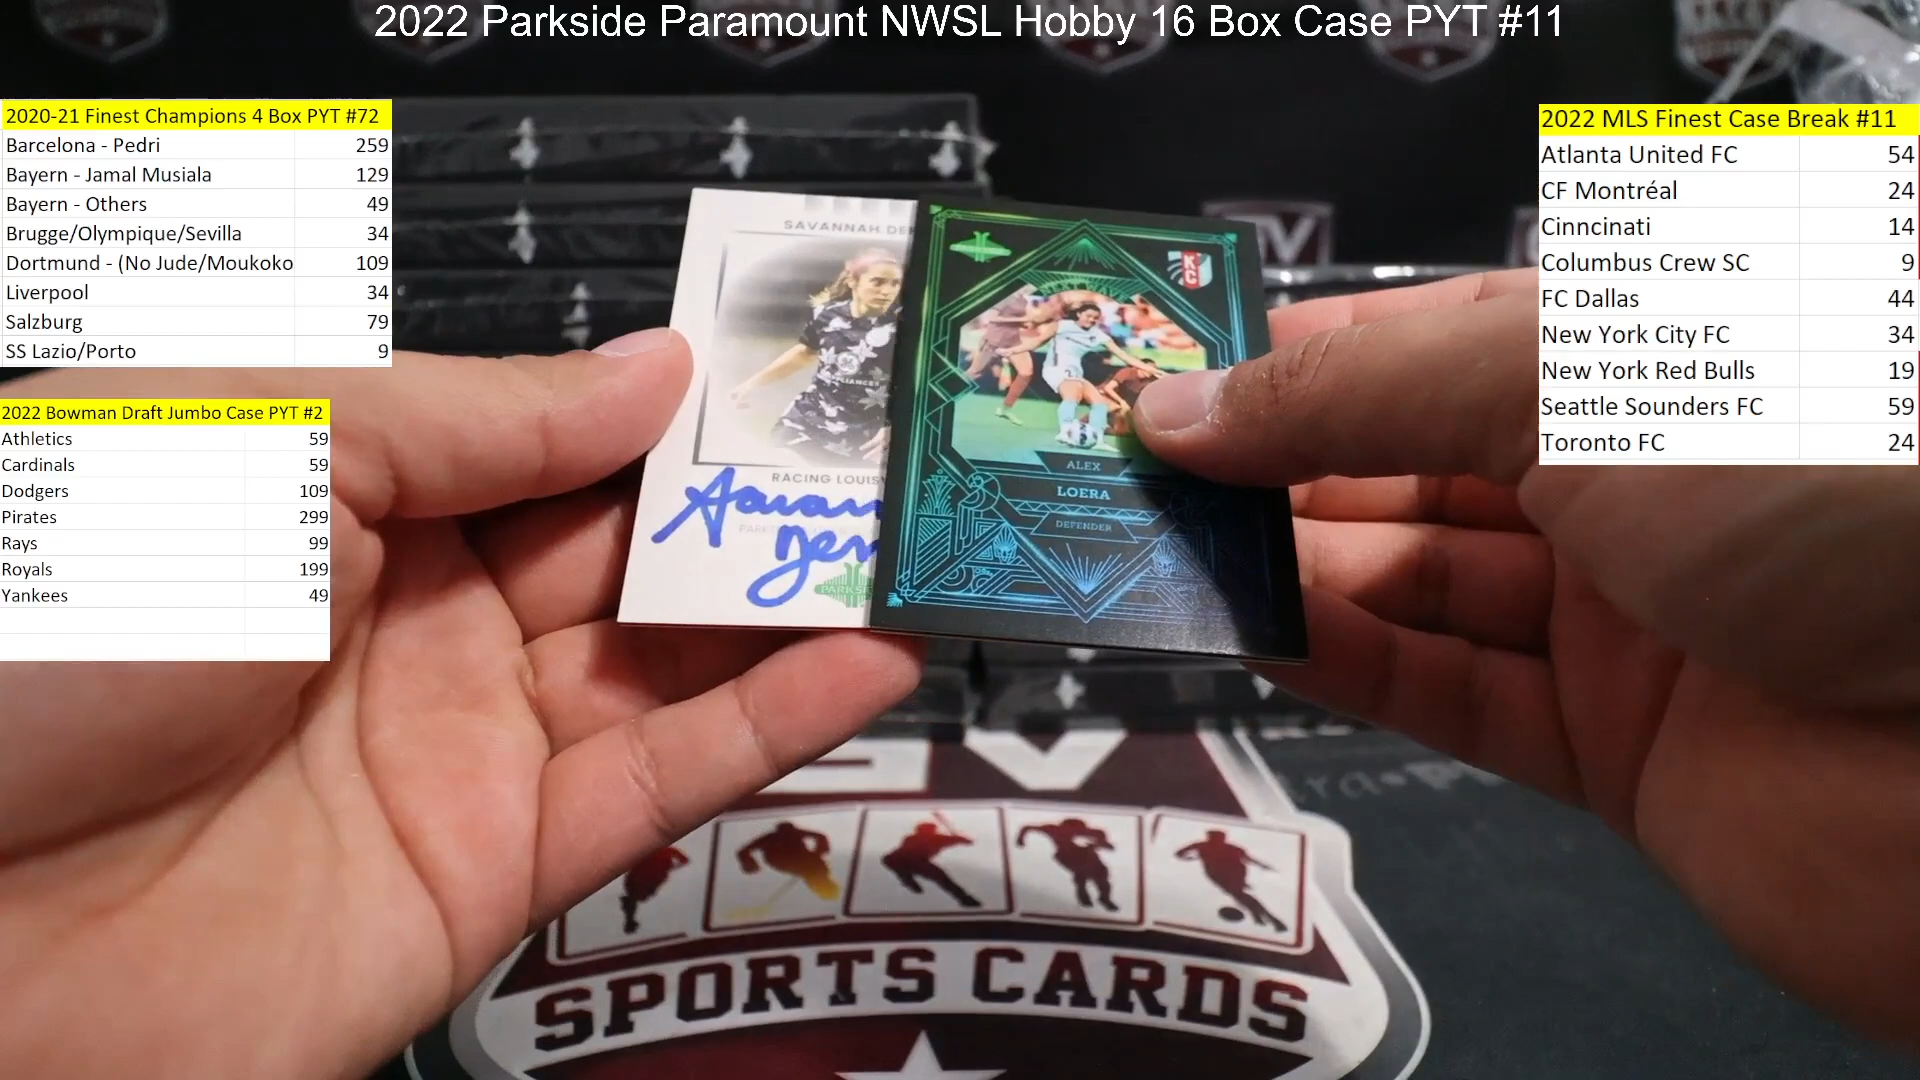 2022 Parkside Paramount NWSL Hobby 16 Box Case PYT #11
2020-21 Finest Champions 4 Box PYT #72
Barcelona - Pedri 259
Bayern - Jamal Musiala 129
Bayern - Others 49
Brugge/Olympique/Sevilla 34
Dortmund - (No Jude/Moukoko 109
Liverpool 34
Salzburg 79
SS Lazio/Porto 9
2022 Bowman Draft Jumbo Case PYT #2
Athletics 59
Cardinals 59
Dodgers 109
Pirates 299
Rays 99
Royals 199
Yankees 49
2022 MLS Finest Case Break #11
Atlanta United FC 54
CF Montréal 24
Cinncinati 14
Columbus Crew SC 9
FC Dallas 44
New York City FC 34
New York Red Bulls 19
Seattle Sounders FC 59
Toronto FC 24
SAVANNAH DE
RACING LOUIS
KC
ALEX
LOERA
DEFENDER
SPORTS CARDS